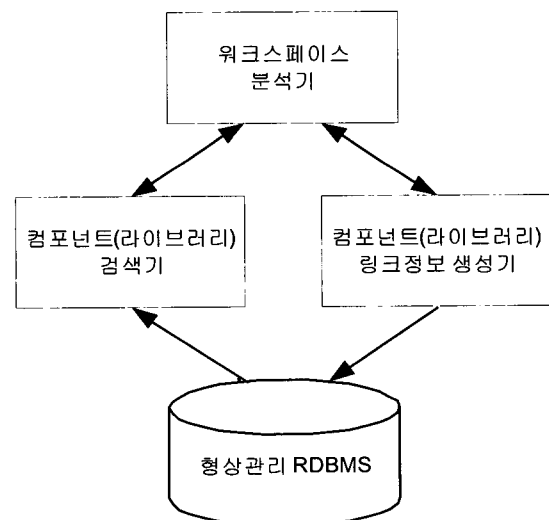 워크스페이스
분석기
컴포넌트(라이브러리)
검색기
컴포넌트(라이브러리)
링크정보 생성기
형상관리 RDBMS